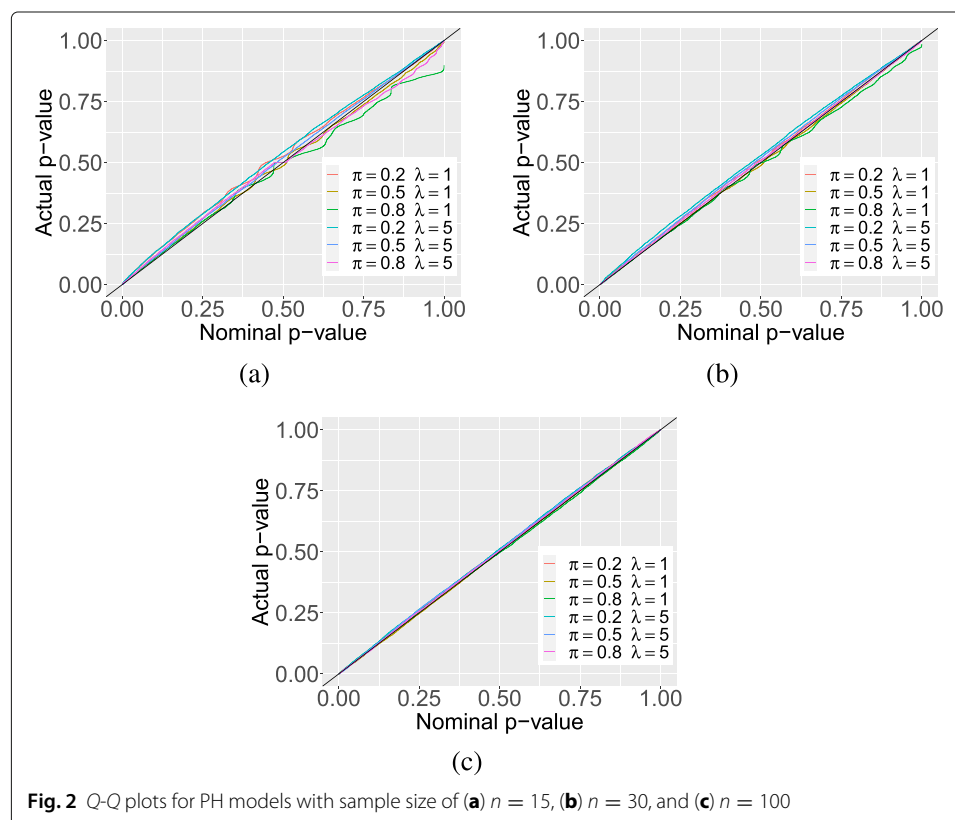 1.00
0.75
0.50
0.25
0.00
Actual p−value
π = 0.2 λ = 1
π = 0.5 λ = 1
π = 0.8 λ = 1
π = 0.2 λ = 5
π = 0.5 λ = 5
π = 0.8 λ = 5
0.00 0.25 0.50 0.75 1.00
Nominal p−value
(a)
1.00
0.75
0.50
0.25
0.00
Actual p−value
π = 0.2 λ = 1
π = 0.5 λ = 1
π = 0.8 λ = 1
π = 0.2 λ = 5
π = 0.5 λ = 5
π = 0.8 λ = 5
0.00 0.25 0.50 0.75 1.00
Nominal p−value
(b)
1.00
0.75
0.50
0.25
0.00
Actual p−value
π = 0.2 λ = 1
π = 0.5 λ = 1
π = 0.8 λ = 1
π = 0.2 λ = 5
π = 0.5 λ = 5
π = 0.8 λ = 5
0.00 0.25 0.50 0.75 1.00
Nominal p−value
(c)
Fig. 2 Q-Q plots for PH models with sample size of (a) n = 15, (b) n = 30, and (c) n = 100